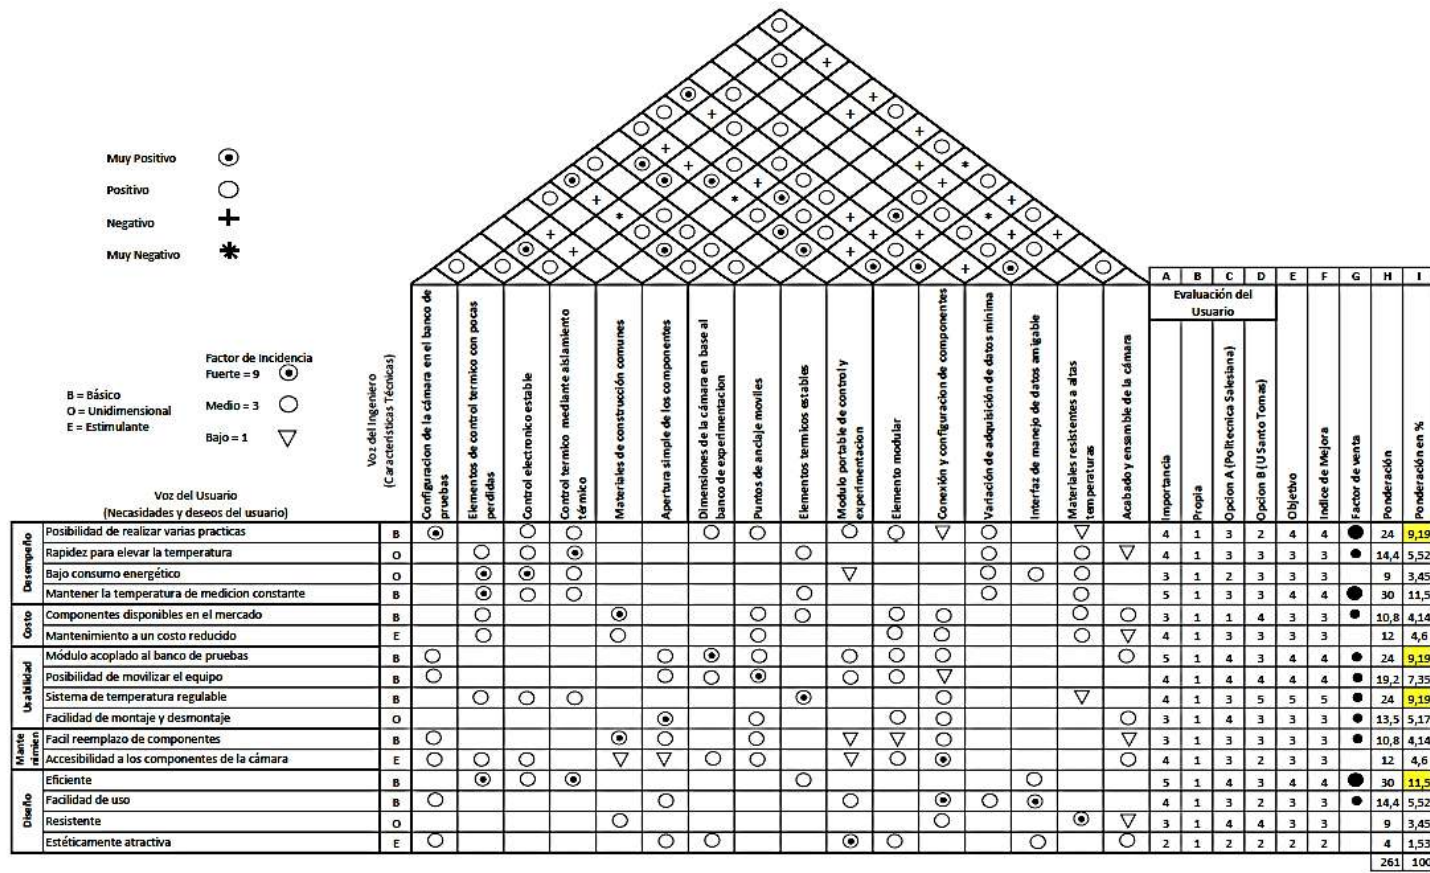 Muy Positivo
Positivo
Negativo
Muy Negativo
Factor de Incidencia
Fuerte = 9
Medio = 3
Bajo = 1
B = Básico
O = Unidimensional
E = Estimulante
Voz del Usuario
(Necasidades y deseos del usuario)
Voz del Ingeniero
(Características Técnicas)
Configuracion de la cámara en el banco de pruebas
Elementos de control termico con pocas perdidas
Control electronico estable
Control termico mediante aislamiento térmico
Materiales de construcción comunes
Apertura simple de los componentes
Dimensiones de la cámara en base al banco de experimentacion
Puntos de anclaje moviles
Elementos termicos estables
Modulo portable de control y experimentacion
Elemento modular
Conexión y configuracion de componentes
Variación de adquisición de datos minima
Interfaz de manejo de datos amigable
Materiales resistentes a altas temperaturas
Acabado y ensamble de la cámara
A B C D E F G H I
Evaluación del Usuario
Importancia
Propia
Opcion A (Politecnica Salesiana)
Opcion B (U Santo Tomas)
Objetivo
Indice de Mejora
Factor de venta
Ponderación
Ponderación en %
Desempeño
Posibilidad de realizar varias practicas B 4 1 3 2 4 4 24 9,19
Rapidez para elevar la temperatura O 4 1 3 3 3 3 14,4 5,52
Bajo consumo energético O 3 1 2 3 3 3 9 3,45
Mantener la temperatura de medicion constante B 5 1 3 3 4 4 30 11,5
Costo
Componentes disponibles en el mercado B 3 1 1 4 3 3 10,8 4,14
Mantenimiento a un costo reducido E 4 1 3 3 3 3 12 4,6
Usabilidad
Módulo acoplado al banco de pruebas B 5 1 4 3 4 4 24 9,19
Posibilidad de movilizar el equipo B 4 1 4 4 4 4 19,2 7,35
Sistema de temperatura regulable B 4 1 3 5 5 5 24 9,19
Facilidad de montaje y desmontaje O 3 1 4 3 3 3 13,5 5,17
Mante nimien
Facil reemplazo de componentes B 3 1 3 3 3 3 10,8 4,14
Accesibilidad a los componentes de la cámara E 4 1 3 2 3 3 12 4,6
Diseño
Eficiente B 5 1 4 3 4 4 30 11,5
Facilidad de uso B 4 1 3 2 3 3 14,4 5,52
Resistente O 3 1 4 4 3 3 9 3,45
Estéticamente atractiva E 2 1 2 2 2 2 4 1,53
261 100